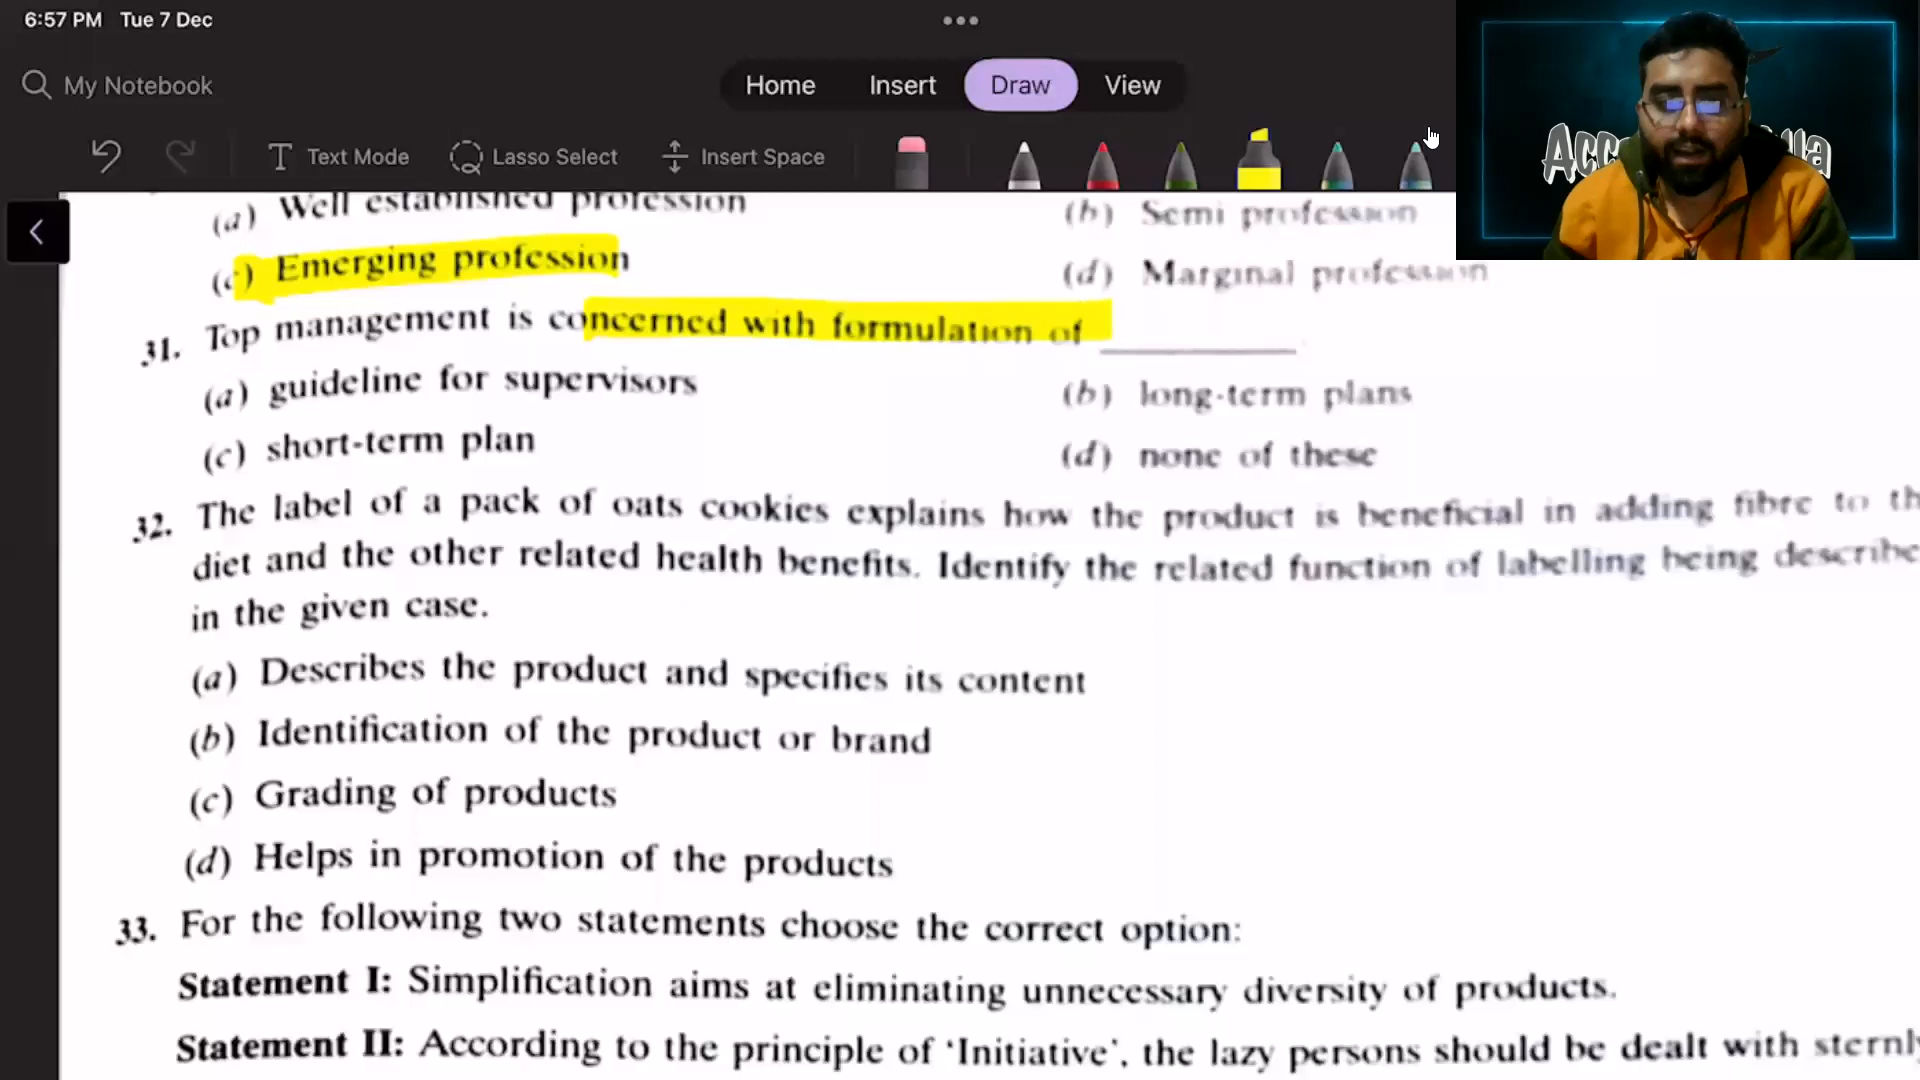 6:57 PM Tue 7 Dec
My Notebook
Home Insert Draw View
Text Mode Lasso Select Insert Space
(a) Well established profession (b) Semi profession
(c) Emerging profession (d) Marginal profession
31. Top management is concerned with formulation of __________
(a) guideline for supervisors (b) long-term plans
(c) short-term plan (d) none of these
32. The label of a pack of oats cookies explains how the product is beneficial in adding fibre to th
diet and the other related health benefits. Identify the related function of labelling being describe
in the given case.
(a) Describes the product and specifies its content
(b) Identification of the product or brand
(c) Grading of products
(d) Helps in promotion of the products
33. For the following two statements choose the correct option:
Statement I: Simplification aims at eliminating unnecessary diversity of products.
Statement II: According to the principle of 'Initiative', the lazy persons should be dealt with sternly